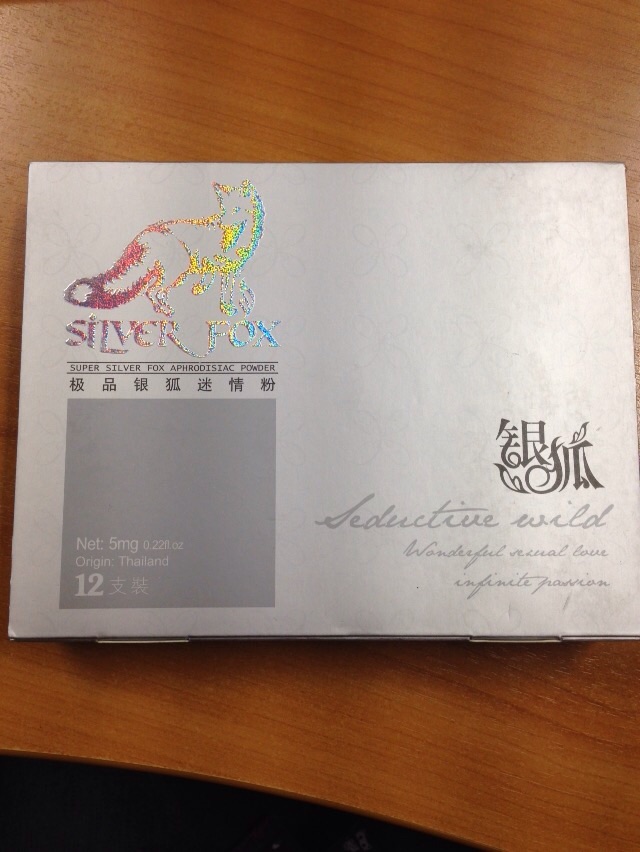 SILVER FOX
SUPER SILVER FOX APHRODISIAC POWDER
极品银狐迷情粉
Net: 5mg 0.22fl.oz
Origin: Thailand
12支裝
银狐
Seductive wild
Wonderful sexual love
infinite passion